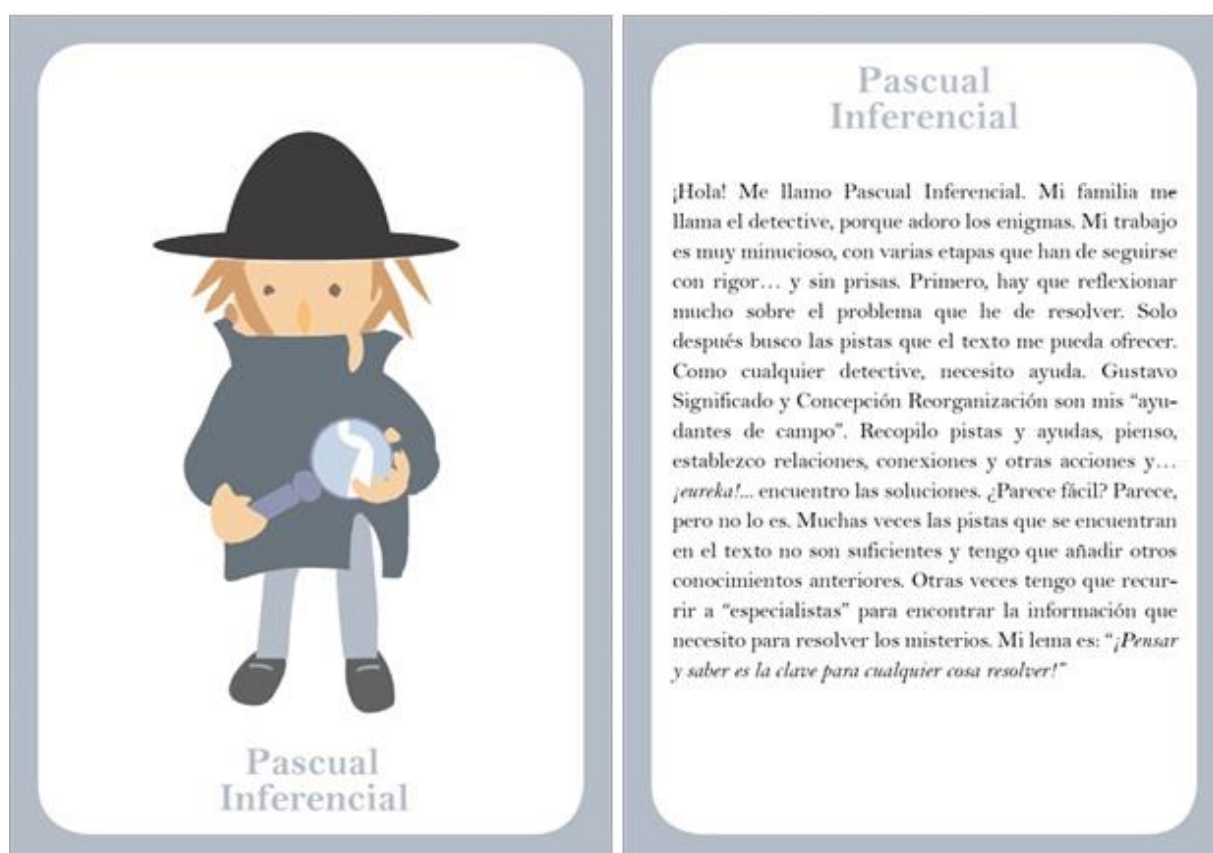 Pascual
Inferencial
Pascual
Inferencial
¡Hola! Me llamo Pascual Inferencial. Mi familia me
llama el detective, porque adoro los enigmas. Mi trabajo
es muy minucioso, con varias etapas que han de seguirse
con rigor… y sin prisas. Primero, hay que reflexionar
mucho sobre el problema que he de resolver. Solo
después busco las pistas que el texto me pueda ofrecer.
Como cualquier detective, necesito ayuda. Gustavo
Significado y Concepción Reorganización son mis “ayu-
dantes de campo”. Recopilo pistas y ayudas, pienso,
establezco relaciones, conexiones y otras acciones y…
¡eureka!... encuentro las soluciones. ¿Parece fácil? Parece,
pero no lo es. Muchas veces las pistas que se encuentran
en el texto no son suficientes y tengo que añadir otros
conocimientos anteriores. Otras veces tengo que recur-
rir a “especialistas” para encontrar la información que
necesito para resolver los misterios. Mi lema es: “¡Pensar
y saber es la clave para cualquier cosa resolver!”